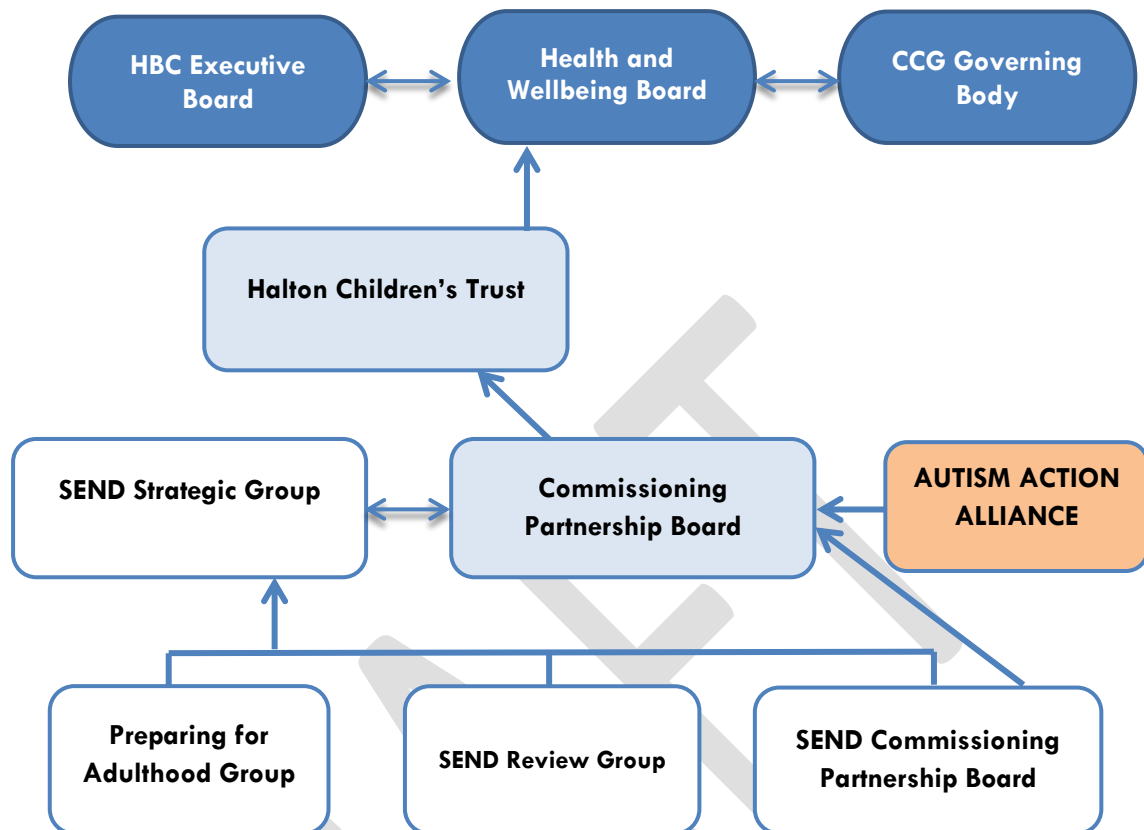 HBC Executive
Board
Health and
Wellbeing Board
CCG Governing
Body
Halton Children’s Trust
SEND Strategic Group
Commissioning
Partnership Board
AUTISM ACTION
ALLIANCE
Preparing for
Adulthood Group
SEND Review Group
SEND Commissioning
Partnership Board